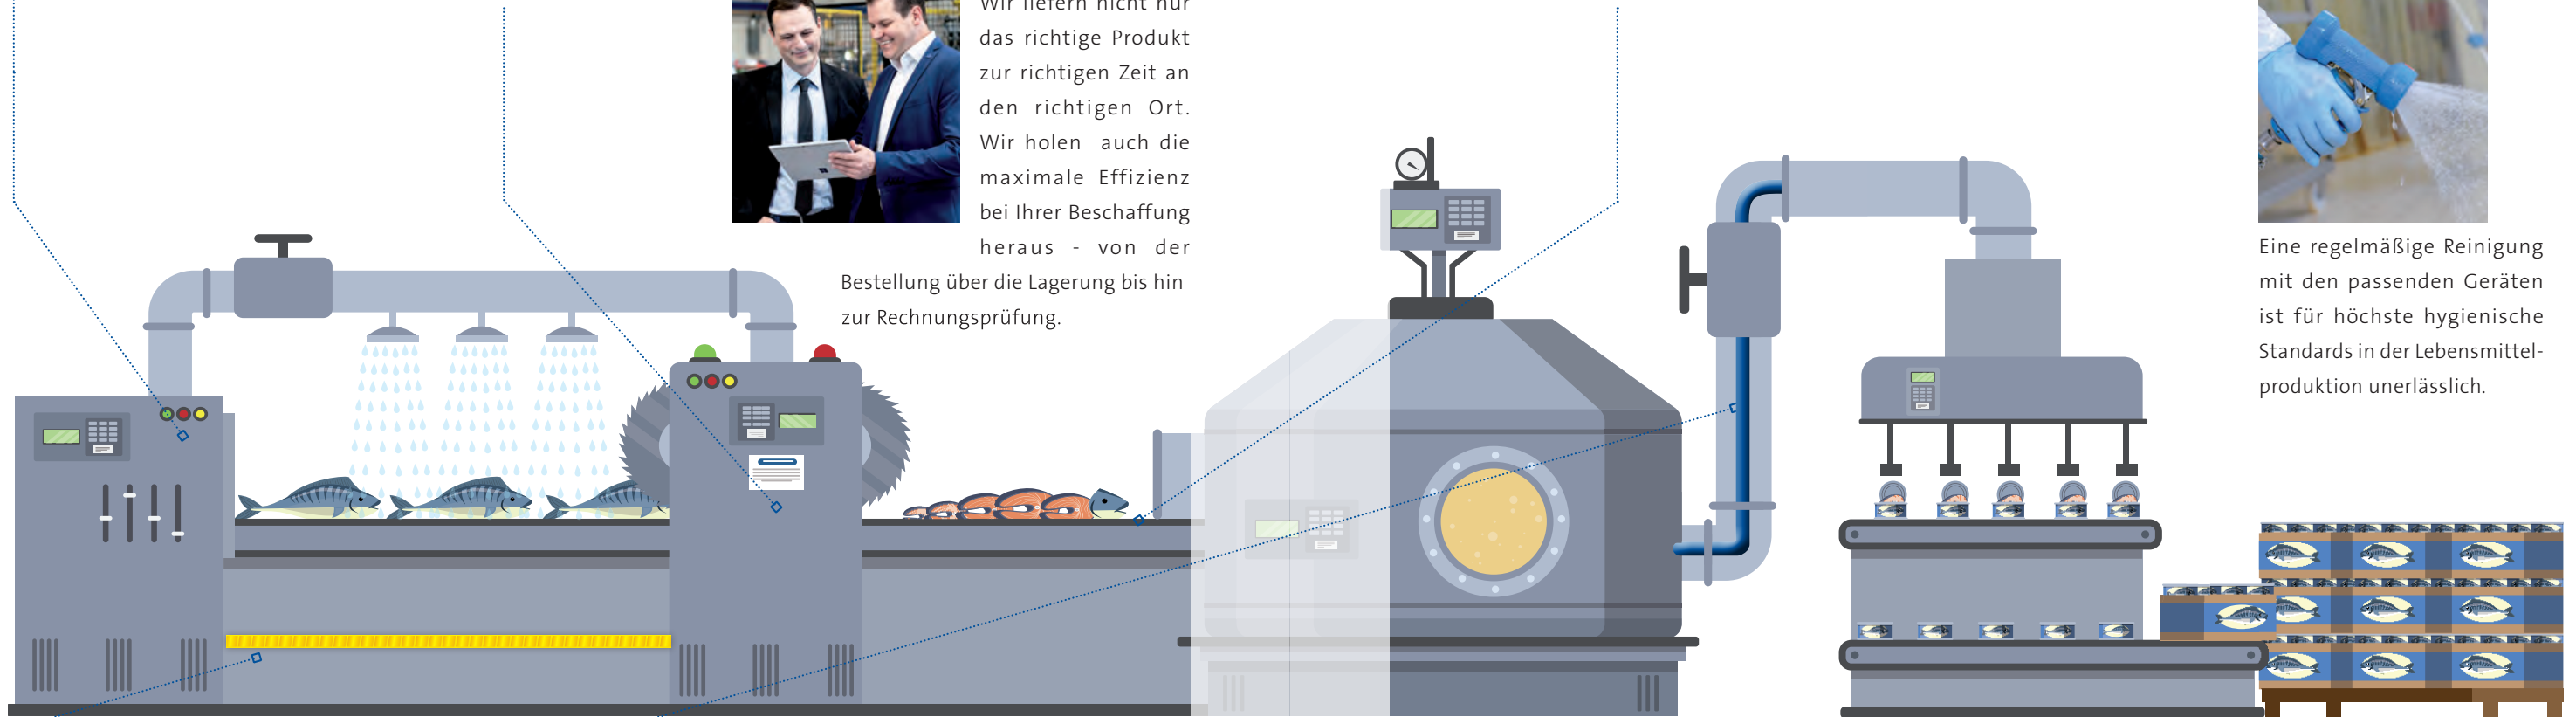 Wir liefern nicht nur
das richtige Produkt
zur richtigen Zeit an
den richtigen Ort.
Wir holen auch die
maximale Effizienz
bei Ihrer Beschaffung
heraus - von der
Bestellung über die Lagerung bis hin
zur Rechnungsprüfung.
Eine regelmäßige Reinigung
mit den passenden Geräten
ist für höchste hygienische
Standards in der Lebensmittel-
produktion unerlässlich.